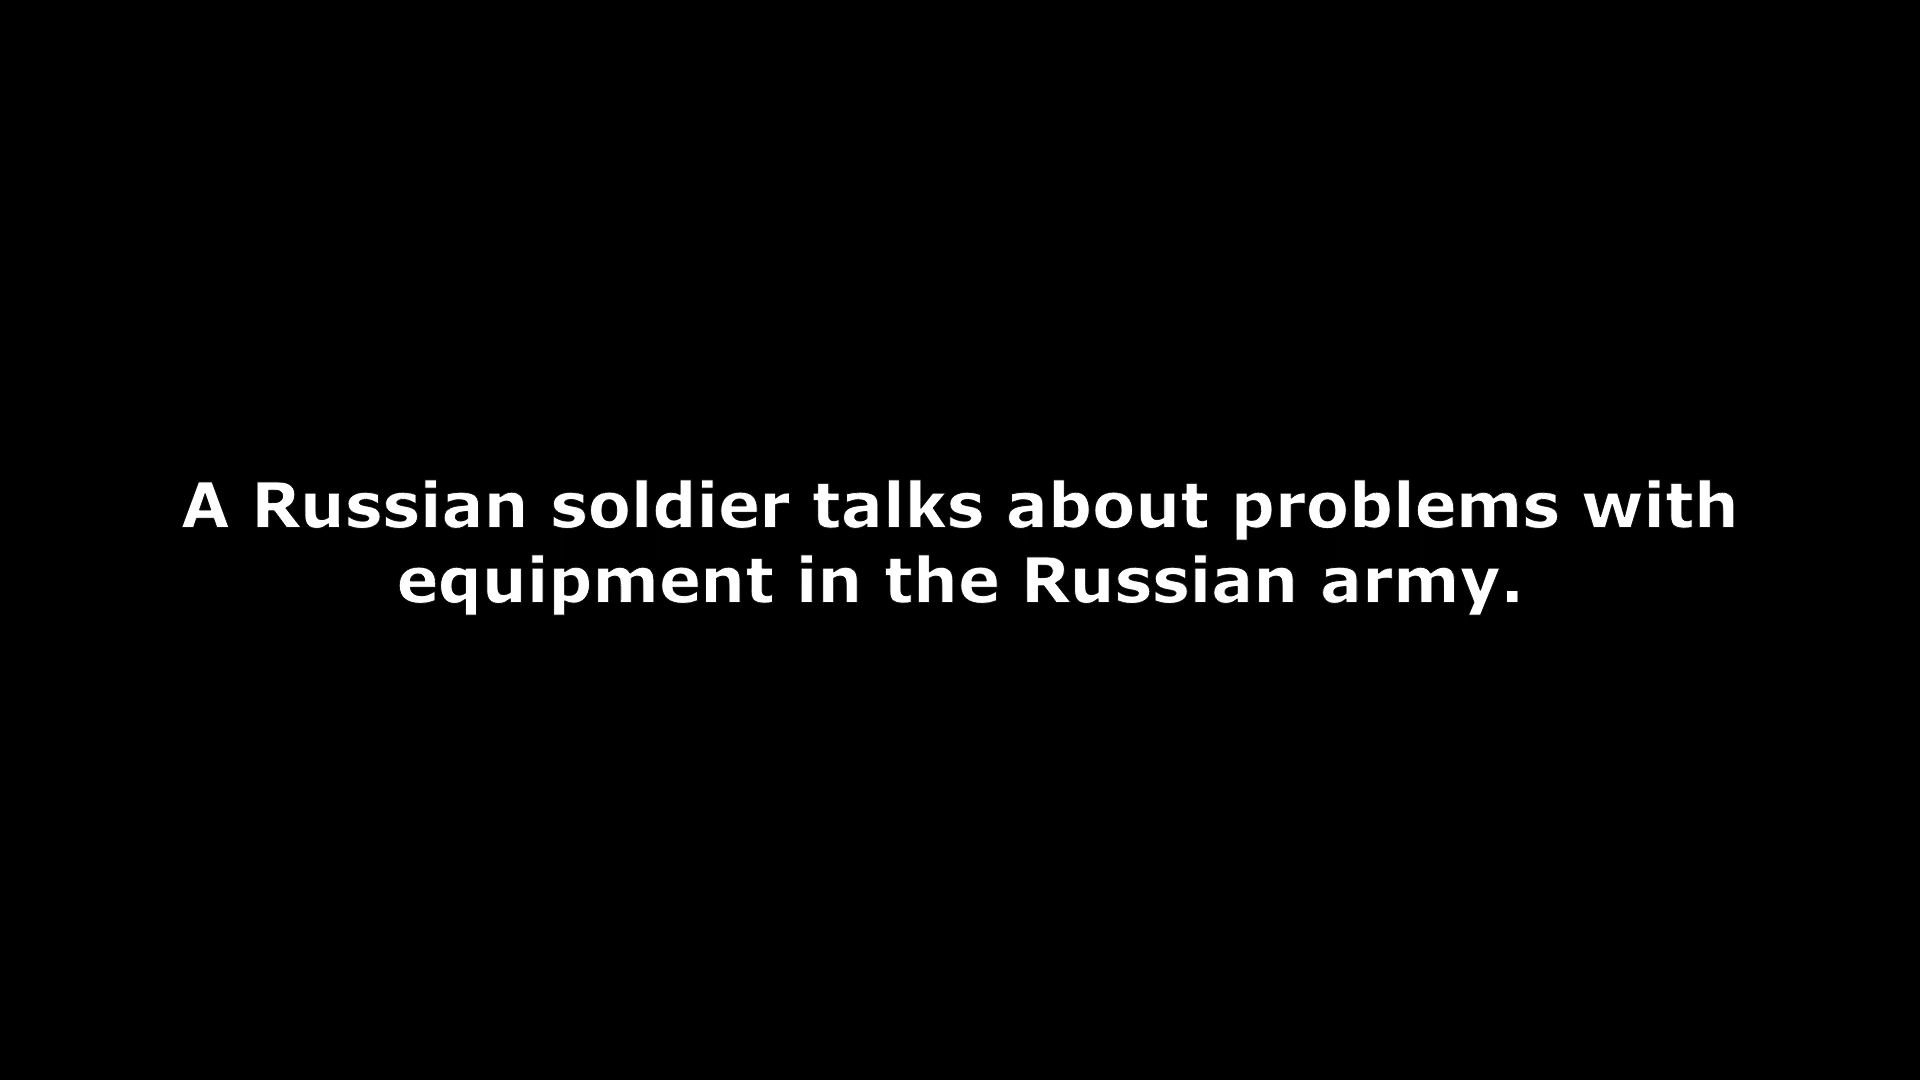 A Russian soldier talks about problems with
equipment in the Russian army.